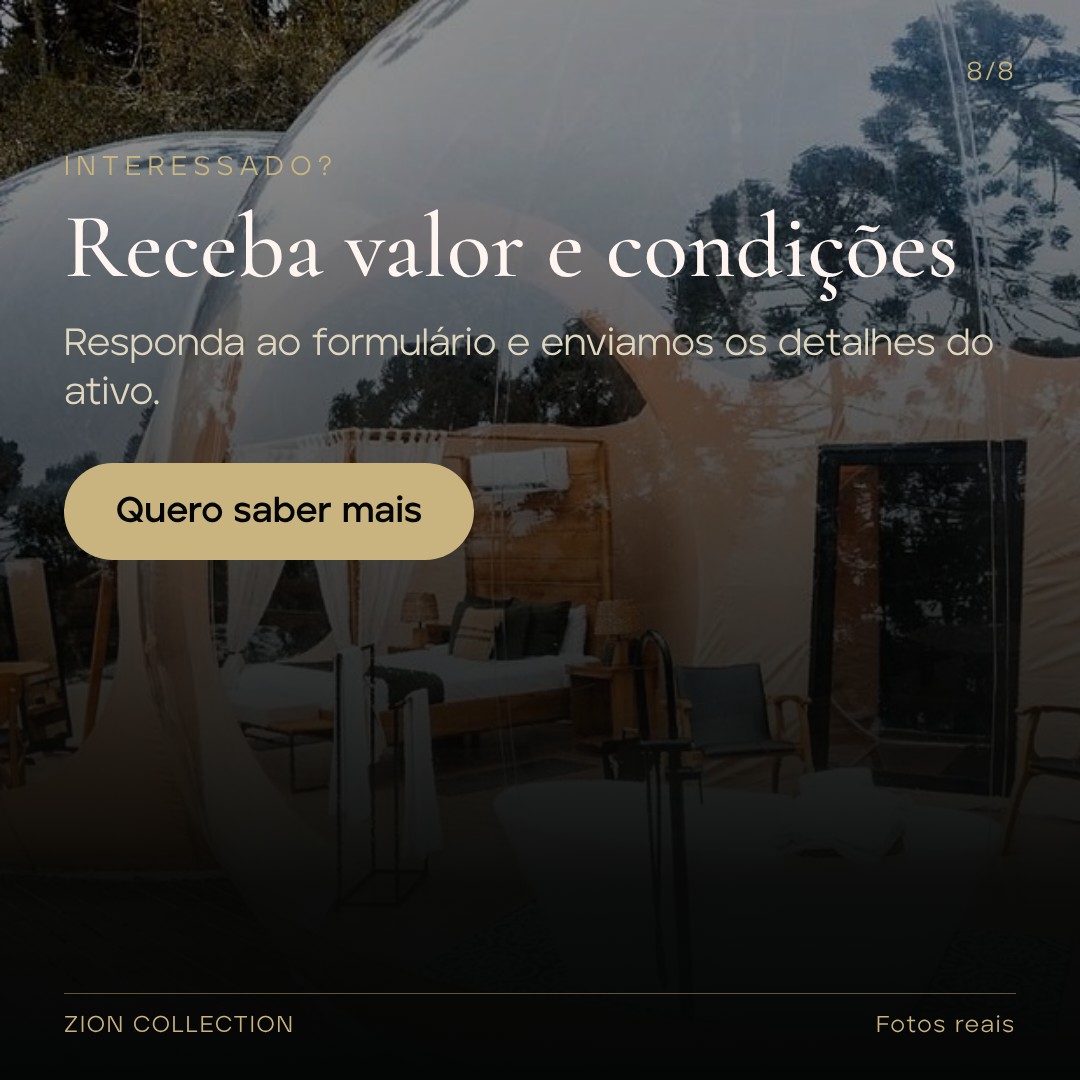 8/8
INTERESSADO?
Receba valor e condições
Responda ao formulário e enviamos os detalhes do
ativo.
Quero saber mais
ZION COLLECTION
Fotos reais